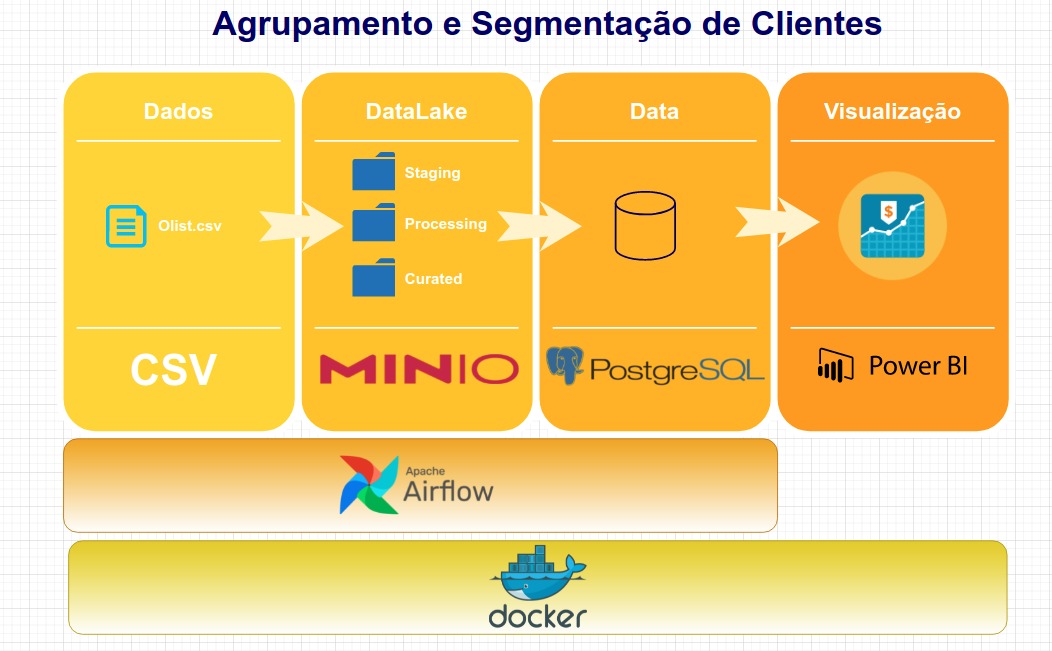 Agrupamento e Segmentação de Clientes
Dados
DataLake
Data
Visualização
Olist.csv
Staging
Processing
Curated
$
CSV
MINIO
PostgreSQL
Power BI
Apache
Airflow
docker